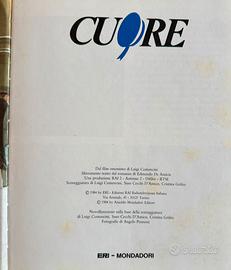 CUORE
Dal film omonimo di Luigi Comencini
liberamente tratto dal romanzo di Edmondo De Amicis
Una produzione RAI 2 - Antenne 2 - Difilm - RTSI
Sceneggiatura di Luigi Comencini, Suso Cecchi D'Amico, Cristina
© 1984 by ERI - Edizioni RAI Radiotelevisione Italiana
Via Arsenale, 41 - 10121 Torino
© 1984 by Arnoldo Mondadori Editore
Novellizzazione sulla base della sceneggiatura
di Luigi Comencini, Suso Cecchi D'Amico, Cristina
Fotografie di Angelo Pennoni
ERI - MONDADORI
subito